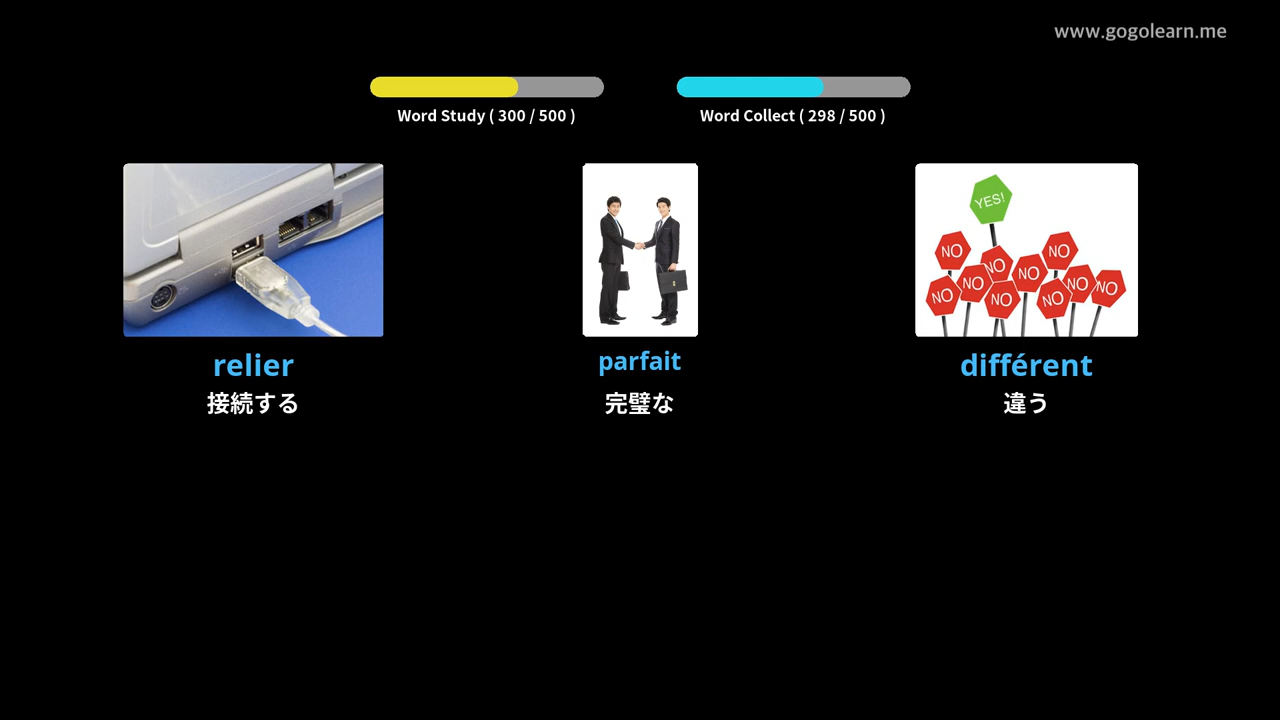 www.gogolearn.me
Word Study ( 300 / 500 )
Word Collect ( 298 / 500 )
YES!
NO
NO
NO
NO
NO
NO
NO
NO
NO
NO
relier
parfait
différent
接続する
完璧な
違う